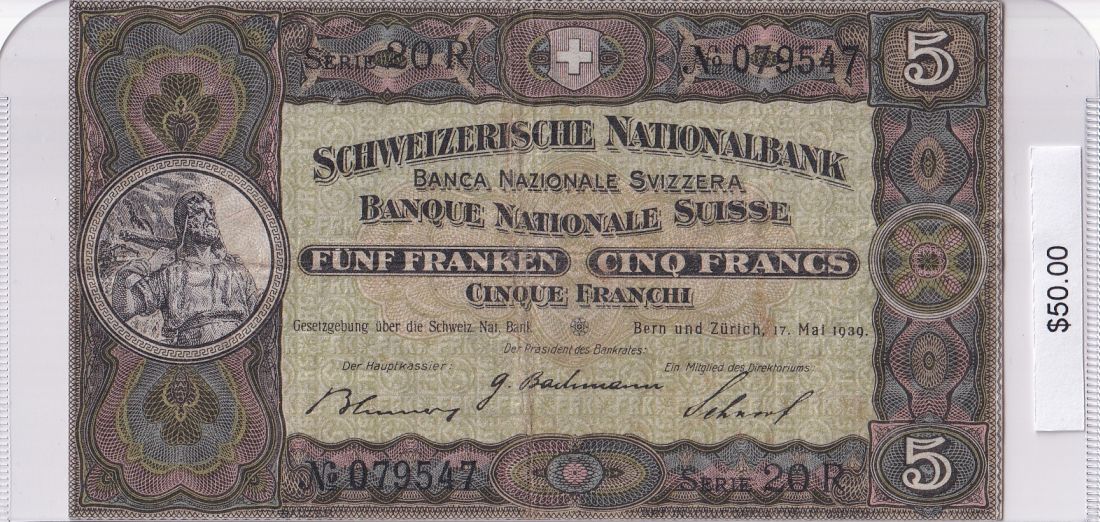 Serie 20 R
No 079547
5
Schweizerische Nationalbank
Banca Nazionale Svizzera
Banque Nationale Suisse
Fünf Franken Cinq Francs
Cinque Franchi
Gesetzgebung über die Schweiz. Nat. Bank. Bern und Zürich, 17. Mai 1939.
Der Präsident des Bankrates:
Der Hauptkassier: Ein Mitglied des Direktoriums:
G. Bachmann
Schnorf
No 079547
Serie 20 R
5
$50.00